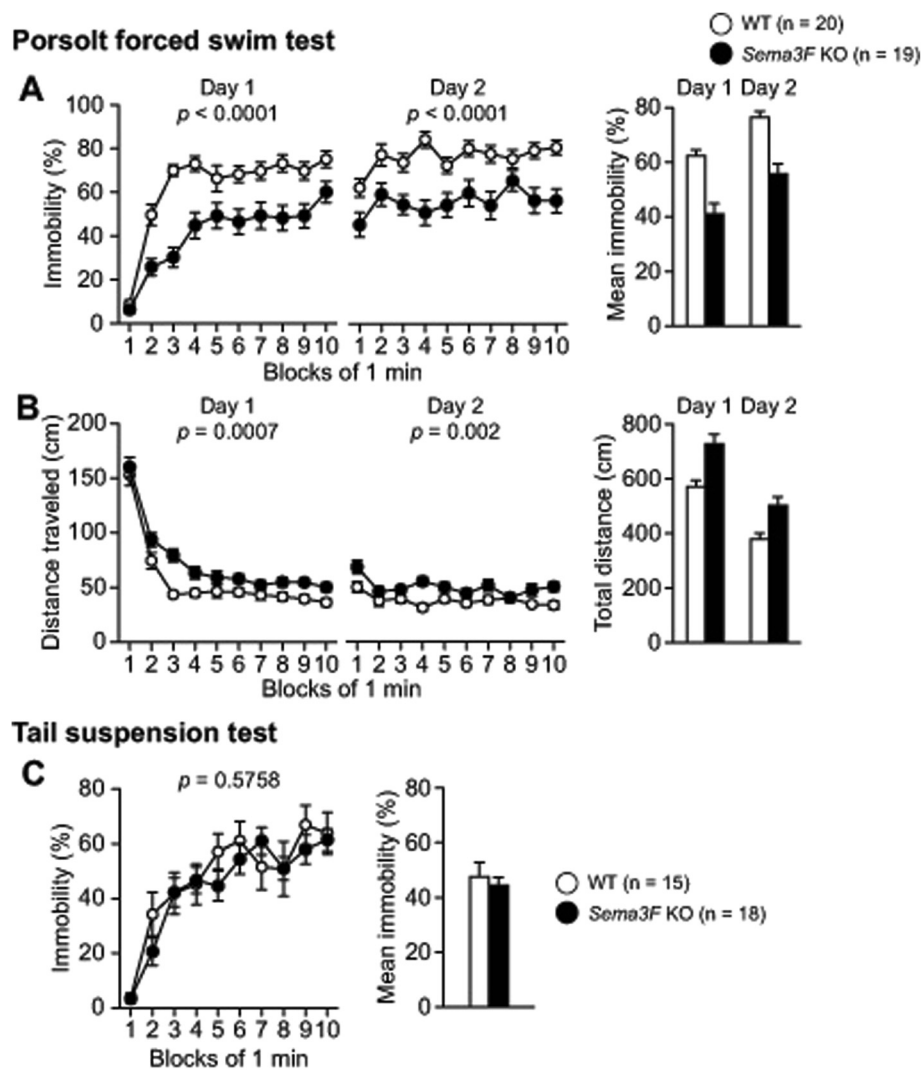 Porsolt forced swim test
WT (n = 20)
Sema3F KO (n = 19)
A
Day 1
p < 0.0001
Day 2
p < 0.0001
Immobility (%)
100
80
60
40
20
0
1 2 3 4 5 6 7 8 9 10
1 2 3 4 5 6 7 8 9 10
Blocks of 1 min
Day 1 Day 2
Mean immobility (%)
80
60
40
20
0
B
Day 1
p = 0.0007
Day 2
p = 0.002
Distance traveled (cm)
200
150
100
50
0
1 2 3 4 5 6 7 8 9 10
1 2 3 4 5 6 7 8 9 10
Blocks of 1 min
Day 1 Day 2
Total distance (cm)
800
600
400
200
0
Tail suspension test
C
p = 0.5758
Immobility (%)
80
60
40
20
0
1 2 3 4 5 6 7 8 9 10
Blocks of 1 min
Mean immobility (%)
80
60
40
20
0
WT (n = 15)
Sema3F KO (n = 18)